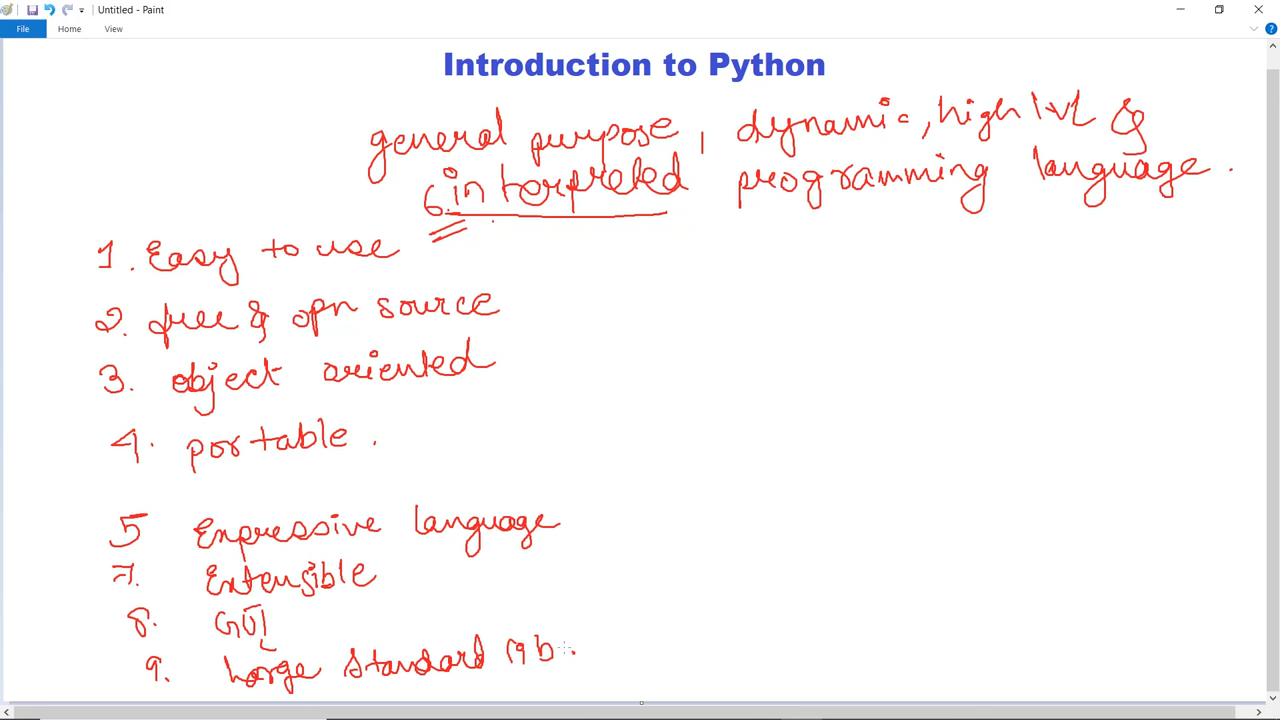 Untitled - Paint
File Home View
Introduction to Python
general purpose, dynamic, high lvl &
6. interpreted programming language.
1. Easy to use
2. free & opn source
3. object oriented
4. portable.
5 Expressive language
7. Extensible
8. GUI
9. Large standard lib.